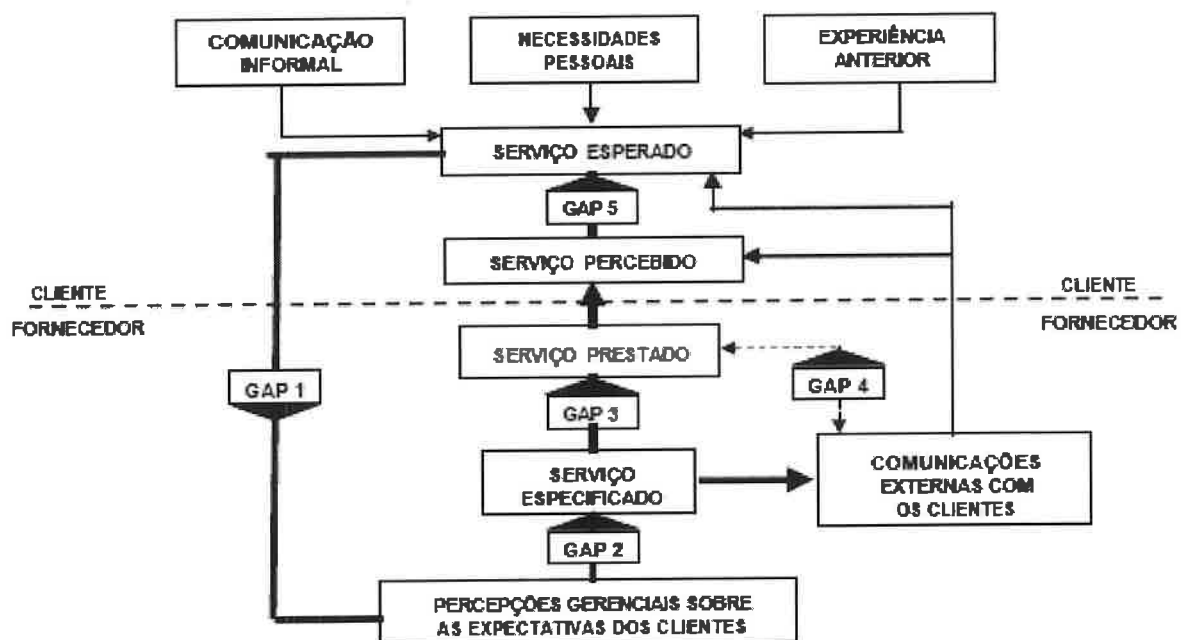 COMUNICAÇÃO
INFORMAL
NECESSIDADES
PESSOAIS
EXPERIÊNCIA
ANTERIOR
SERVIÇO ESPERADO
GAP 5
SERVIÇO PERCEBIDO
CLIENTE
CLIENTE
FORNECEDOR
FORNECEDOR
SERVIÇO PRESTADO
GAP 1
GAP 4
GAP 3
SERVIÇO
ESPECIFICADO
COMUNICAÇÕES
EXTERNAS COM
OS CLIENTES
GAP 2
PERCEPÇÕES GERENCIAIS SOBRE
AS EXPECTATIVAS DOS CLIENTES